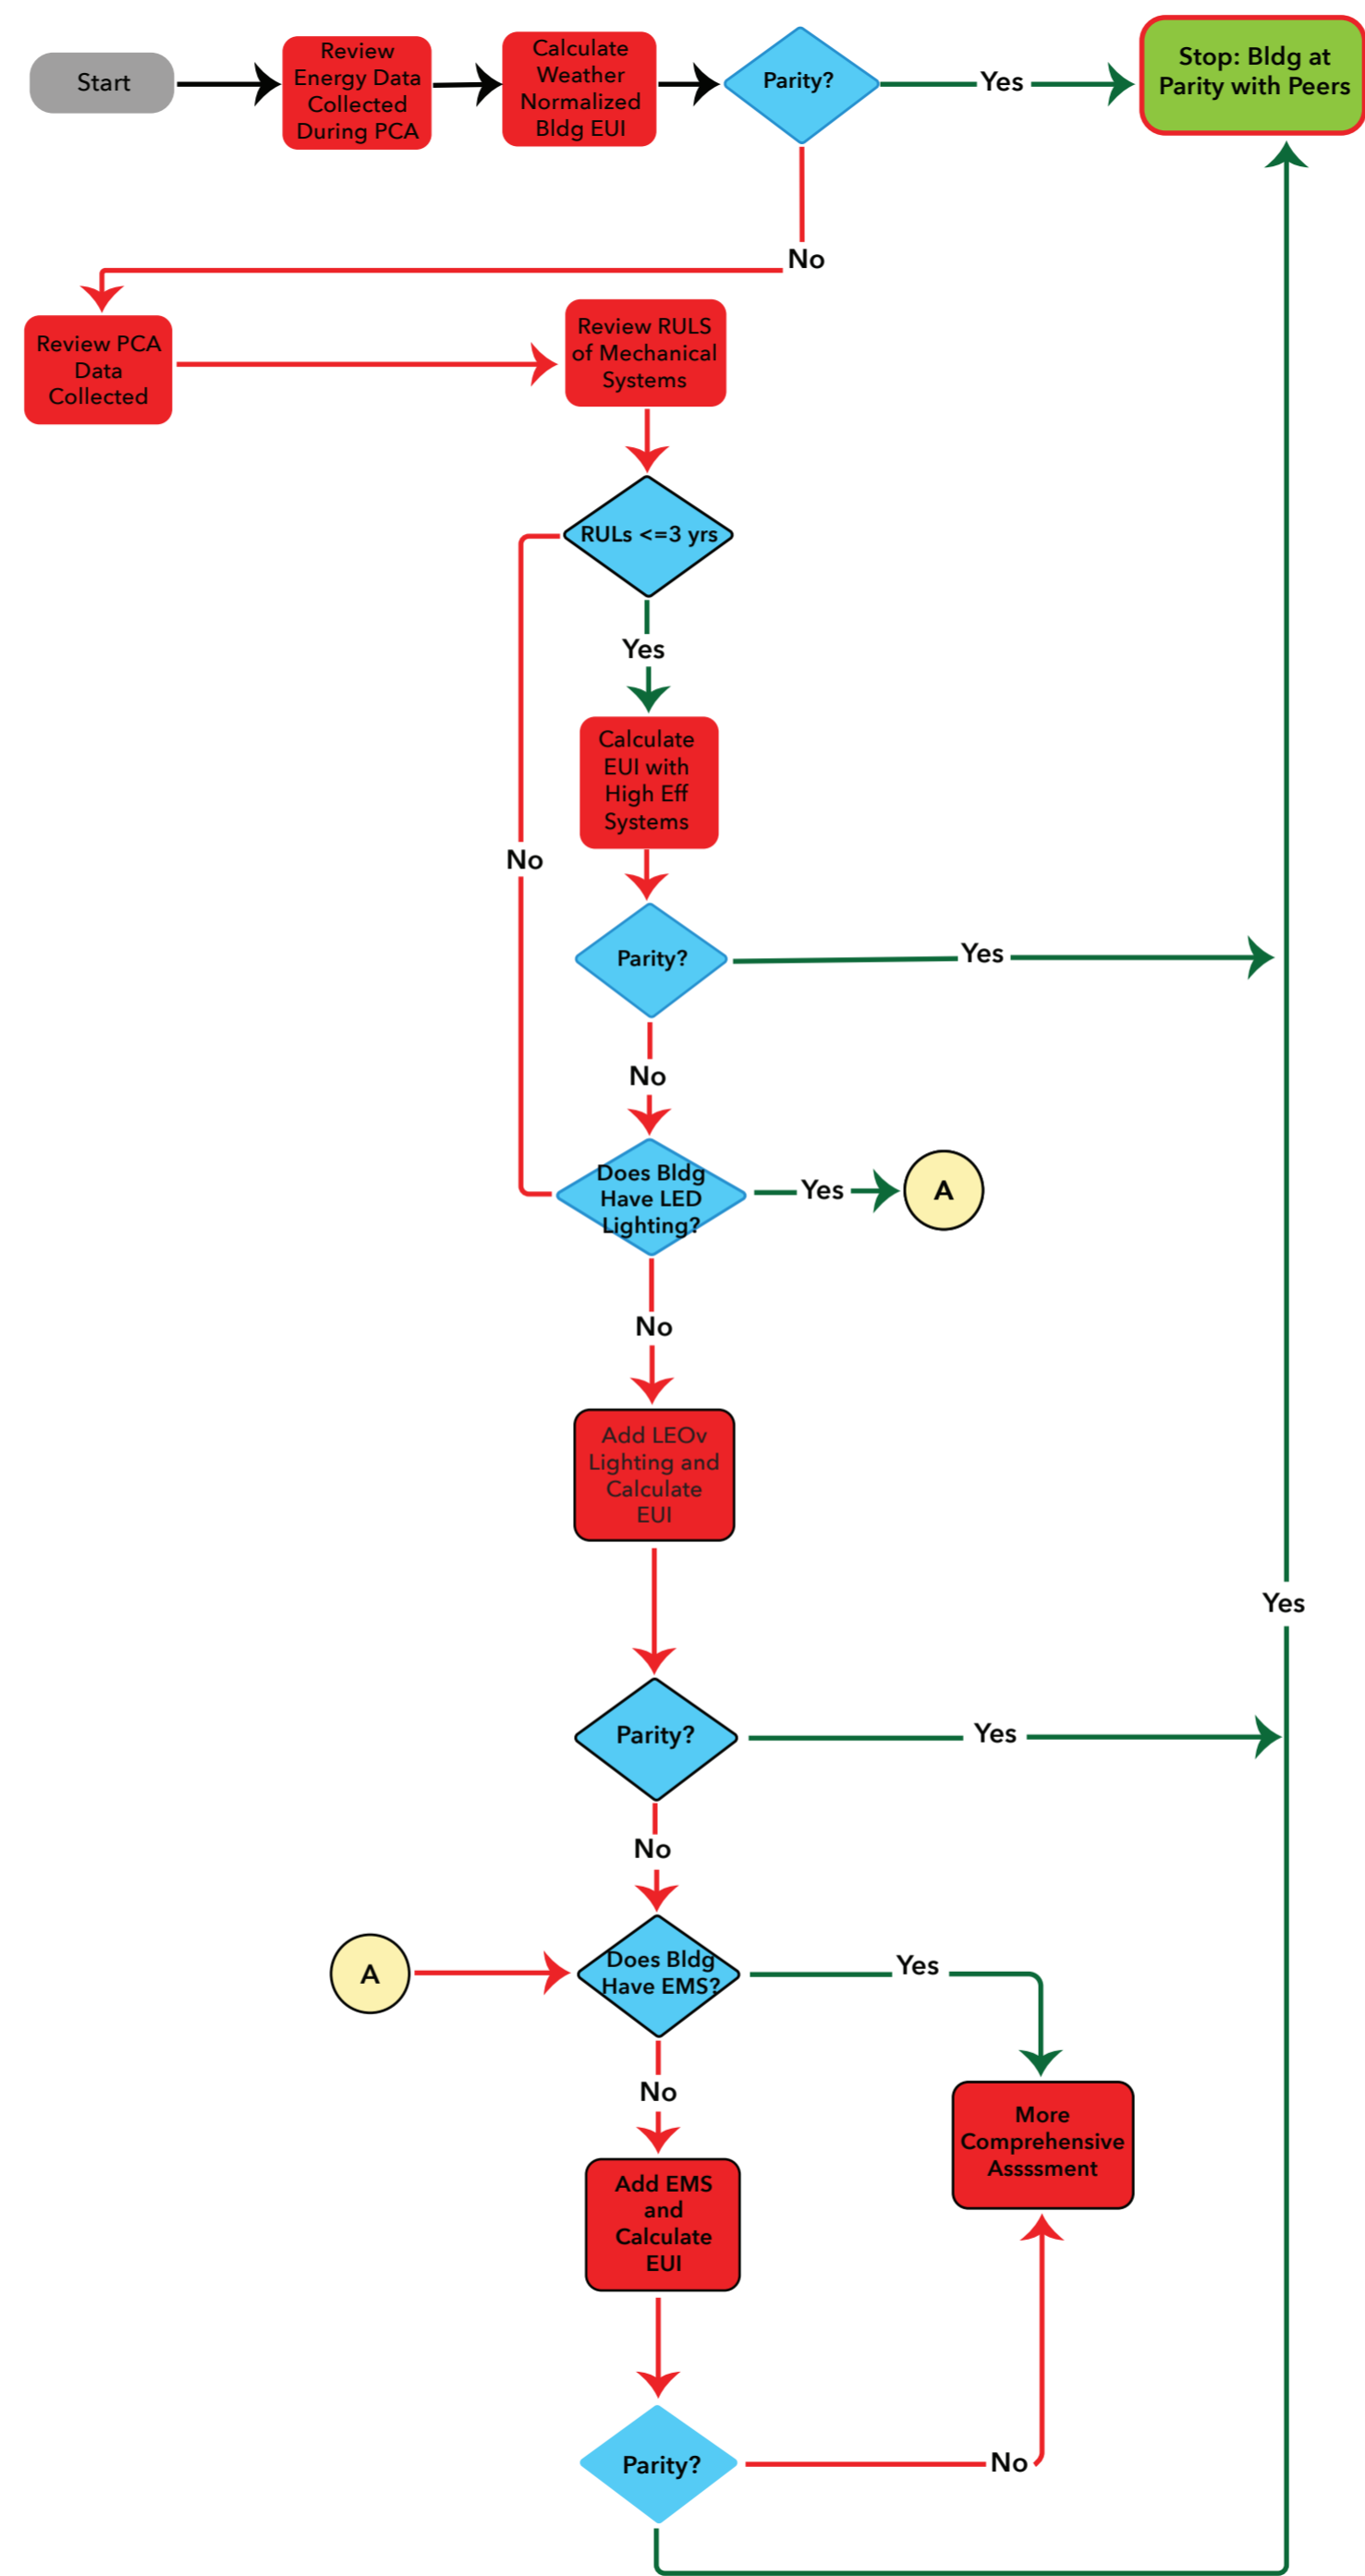 Start
Review
Energy Data
Collected
During PCA
Calculate
Weather
Normalized
Bldg EUI
Parity?
Yes
Stop: Bldg at
Parity with Peers
No
Review PCA
Data
Collected
Review RULS
of Mechanical
Systems
RULs <=3 yrs
Yes
Calculate
EUI with
High Eff
Systems
No
Parity?
Yes
No
Does Bldg
Have LED
Lighting?
Yes
A
No
Add LEOv
Lighting and
Calculate
EUI
Yes
Parity?
Yes
No
A
Does Bldg
Have EMS?
Yes
No
More
Comprehensive
Assssment
Add EMS
and
Calculate
EUI
Parity?
No